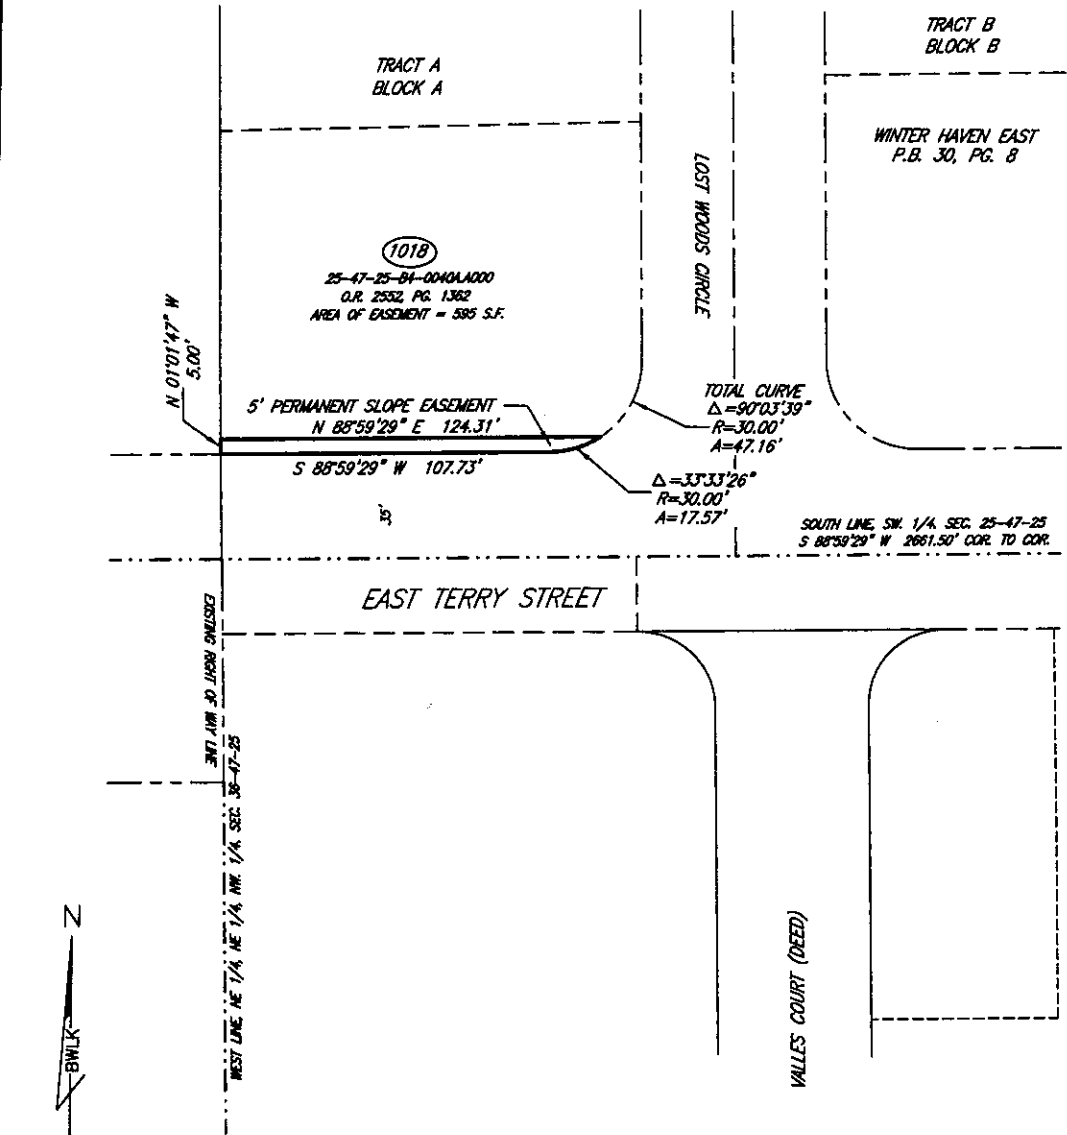 TRACT A
BLOCK A
TRACT B
BLOCK B
WINTER HAVEN EAST
P.B. 30, PG. 8
LOST WOODS CIRCLE
1018
25-47-25-B4-0040A.A000
O.R. 2552, PG. 1362
AREA OF EASEMENT = 595 S.F.
N 01°01'47" W
5.00'
5' PERMANENT SLOPE EASEMENT
N 88°59'29" E 124.31'
S 88°59'29" W 107.73'
TOTAL CURVE
Δ=90°03'39"
R=30.00'
A=47.16'
Δ=33°33'26"
R=30.00'
A=17.57'
35'
SOUTH LINE, SW. 1/4. SEC. 25-47-25
S 88°59'29" W 2661.50' COR. TO COR.
EAST TERRY STREET
EXISTING RIGHT OF WAY LINE
WEST LINE, NE 1/4, NE 1/4, NW. 1/4. SEC. 36-47-25
VALLES COURT (DEED)
N
BWLK